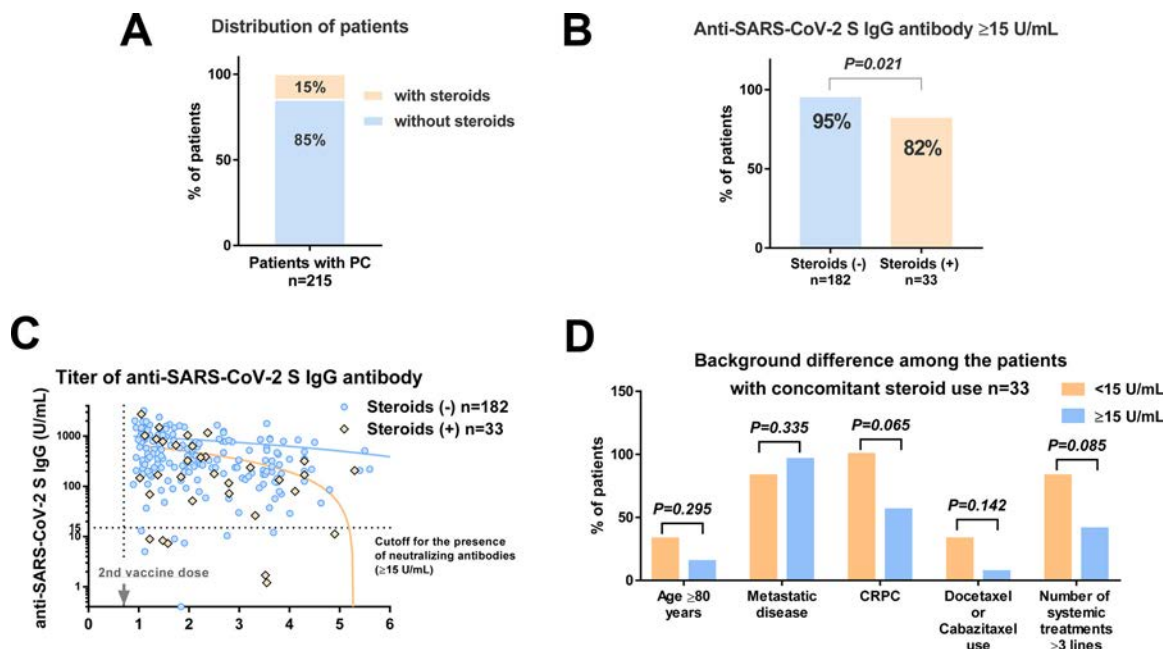 A
Distribution of patients
% of patients
100
50
0
15%
85%
with steroids
without steroids
Patients with PC
n=215
B
Anti-SARS-CoV-2 S IgG antibody ≥15 U/mL
P=0.021
% of patients
100
50
0
95%
82%
Steroids (-)
n=182
Steroids (+)
n=33
C
Titer of anti-SARS-CoV-2 S IgG antibody
anti-SARS-CoV-2 S IgG (U/mL)
Steroids (-) n=182
Steroids (+) n=33
1000
100
15
10
1
Cutoff for the presence
of neutralizing antibodies
(≥15 U/mL)
2nd vaccine dose
0 1 2 3 4 5 6
D
Background difference among the patients
with concomitant steroid use n=33
<15 U/mL
≥15 U/mL
% of patients
150
100
50
0
P=0.295
P=0.335
P=0.065
P=0.142
P=0.085
Age ≥80
years
Metastatic
disease
CRPC
Docetaxel
or
Cabazitaxel
use
Number of
systemic
treatments
≥3 lines